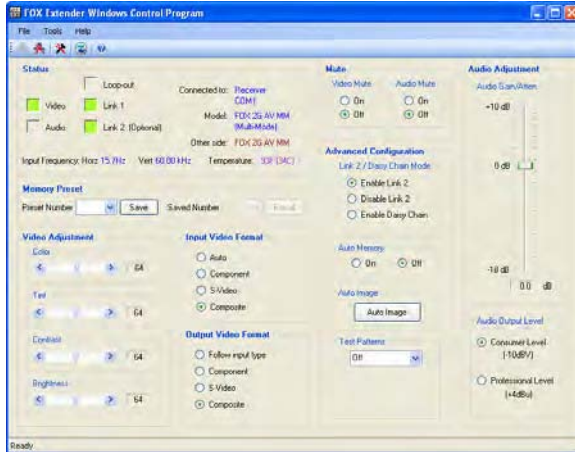 FOX Extender Windows Control Program
File Tools Help
Status
Loop-out
Video
Link 1
Audio
Link 2 (Optional)
Connected to: Receiver
COM1
Model: FOX 2G AV MM
(Multi-Mode)
Other side: FOX 2G AV MM
Input Frequency: Horz 15.7Hz Vert 60.00 kHz Temperature:
Memory Preset
Preset Number Save Saved Number Recall
Video Adjustment
Color
64
Tint
64
Contrast
64
Brightness
64
Input Video Format
Auto
Component
S-Video
Composite
Output Video Format
Follow input type
Component
S-Video
Composite
Mute
Video Mute Audio Mute
On On
Off Off
Advanced Configuration
Link 2 / Daisy Chain Mode
Enable Link 2
Disable Link 2
Enable Daisy Chain
Auto Memory
On Off
Auto Image
Auto Image
Test Patterns
Off
Audio Adjustment
Audio Gain/Atten
+10 dB
0 dB
-18 dB
0.0 dB
Audio Output Level
Consumer Level
(-10dBV)
Professional Level
(+4dBu)
Ready